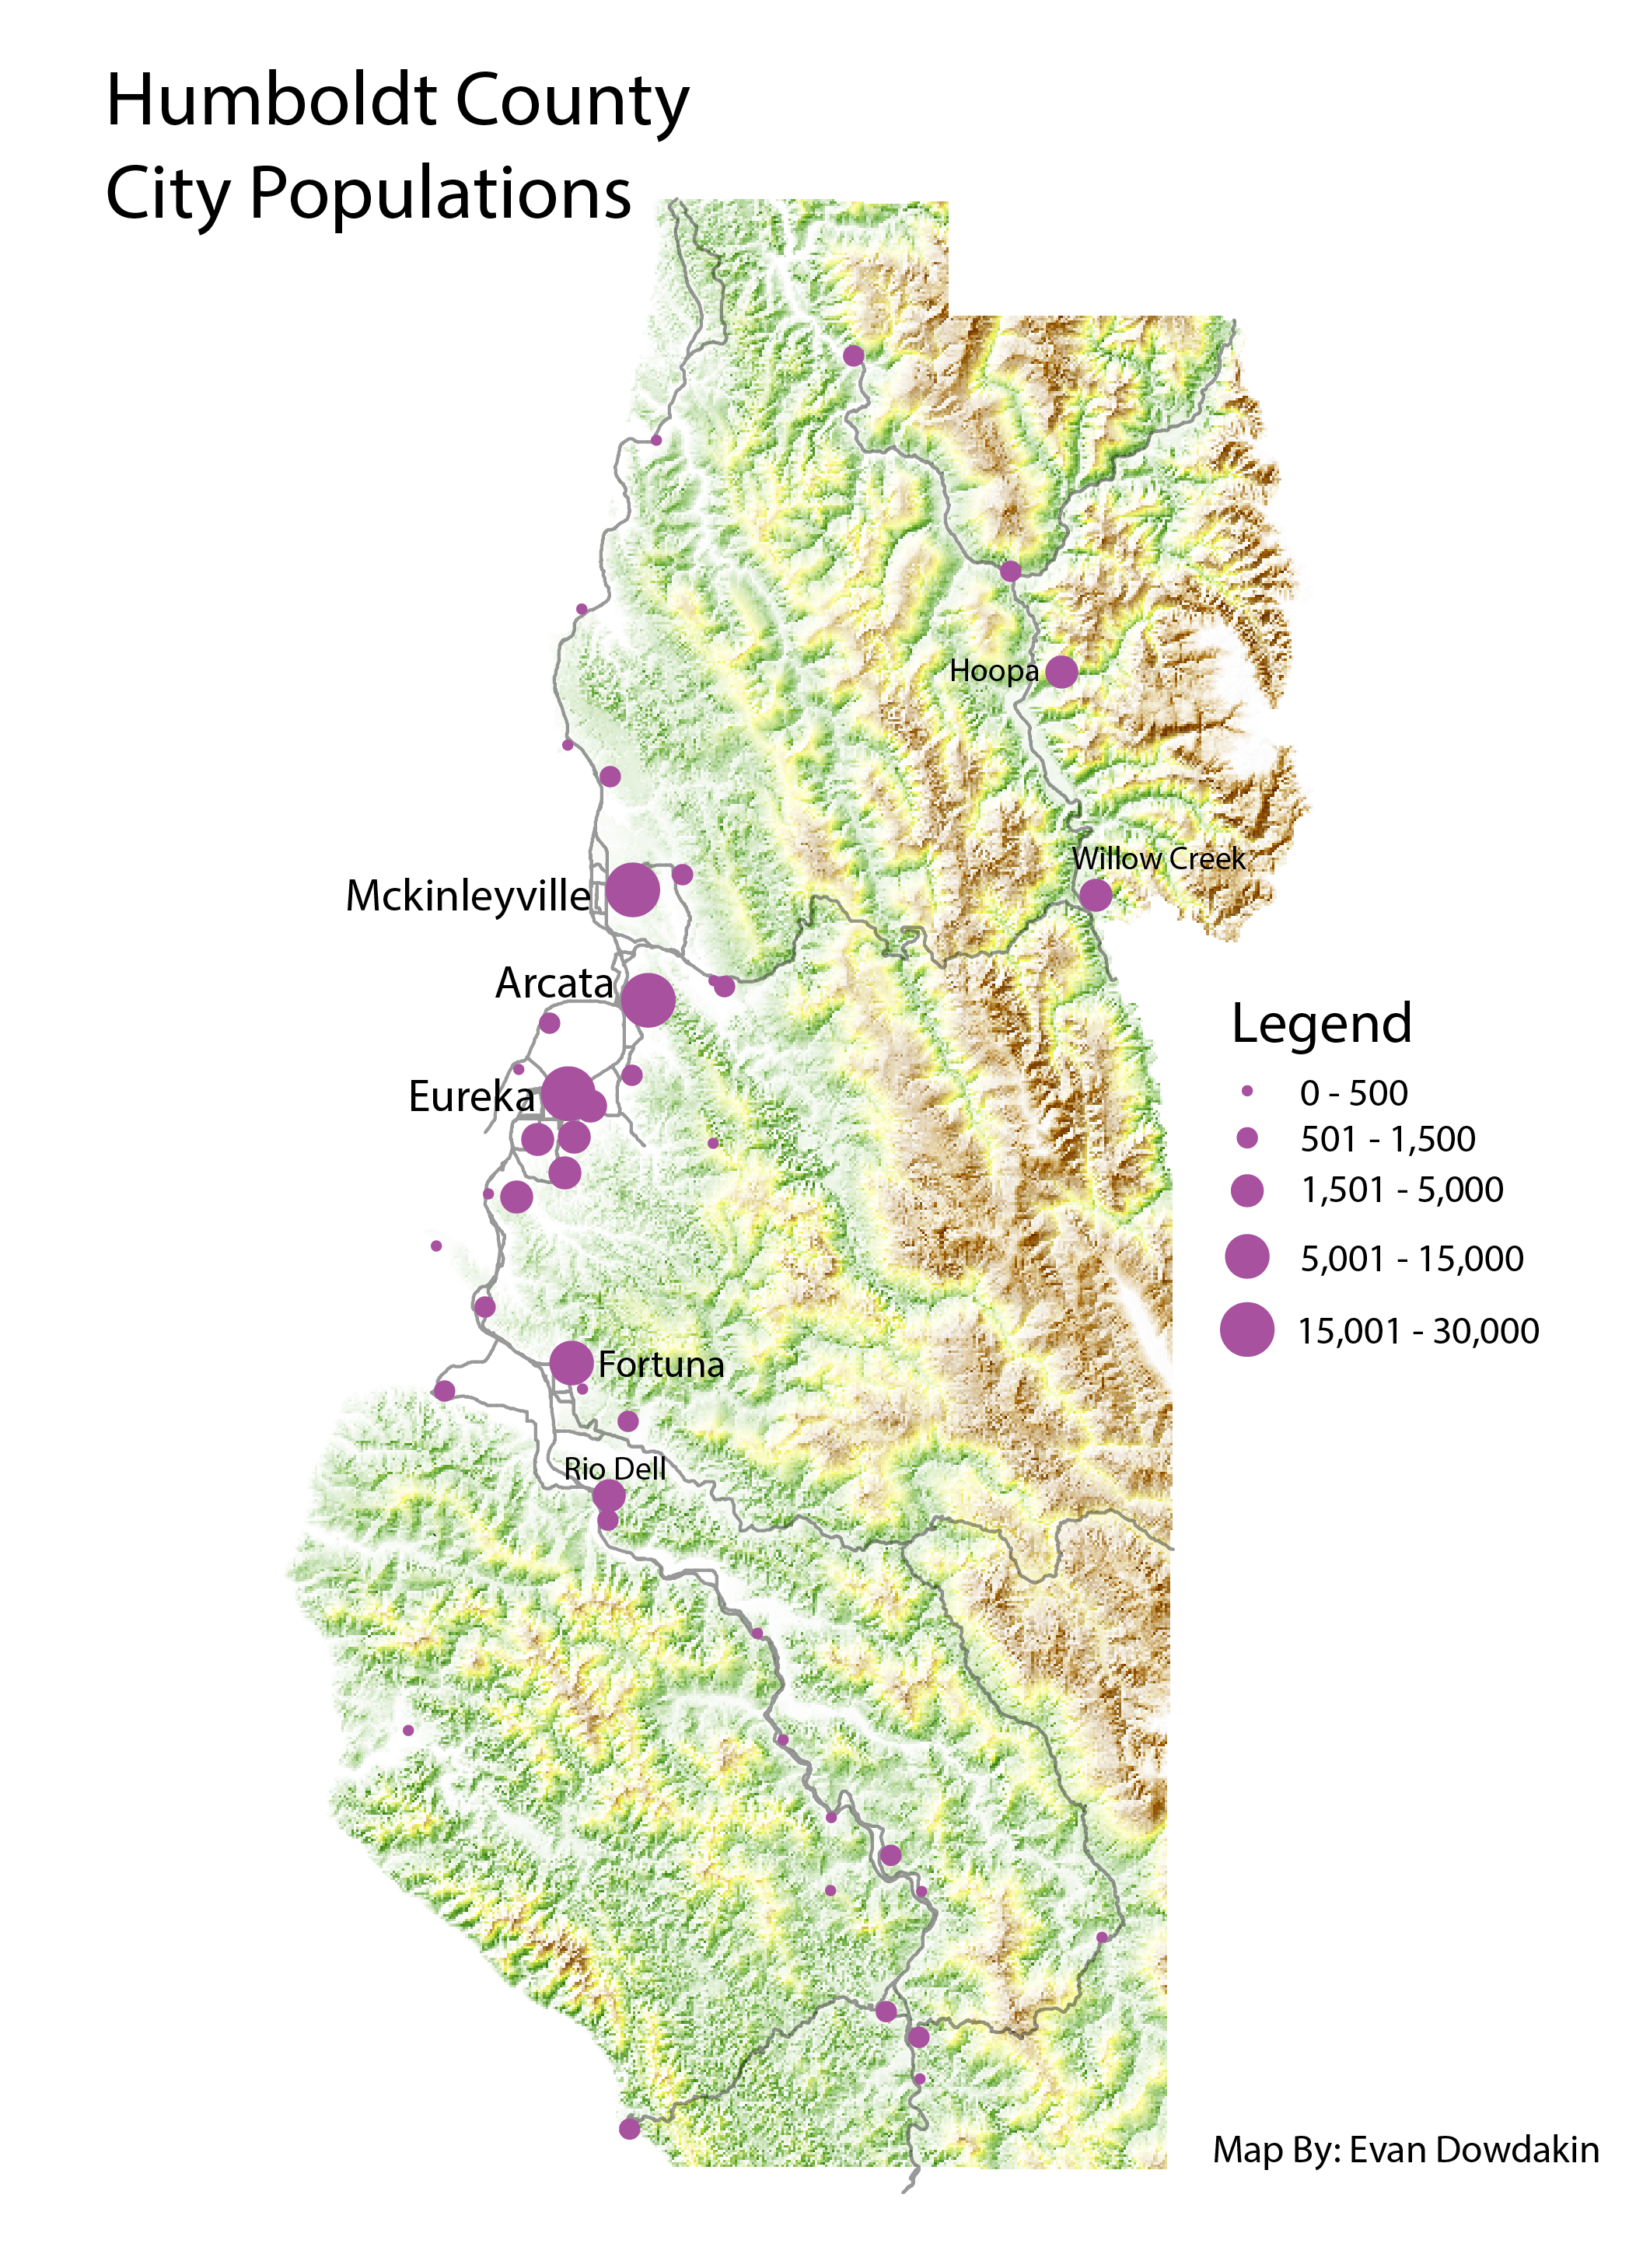 Humboldt County
City Populations
Hoopa
Willow Creek
Mckinleyville
Arcata
Eureka
Fortuna
Rio Dell
Legend
0 - 500
501 - 1,500
1,501 - 5,000
5,001 - 15,000
15,001 - 30,000
Map By: Evan Dowdakin